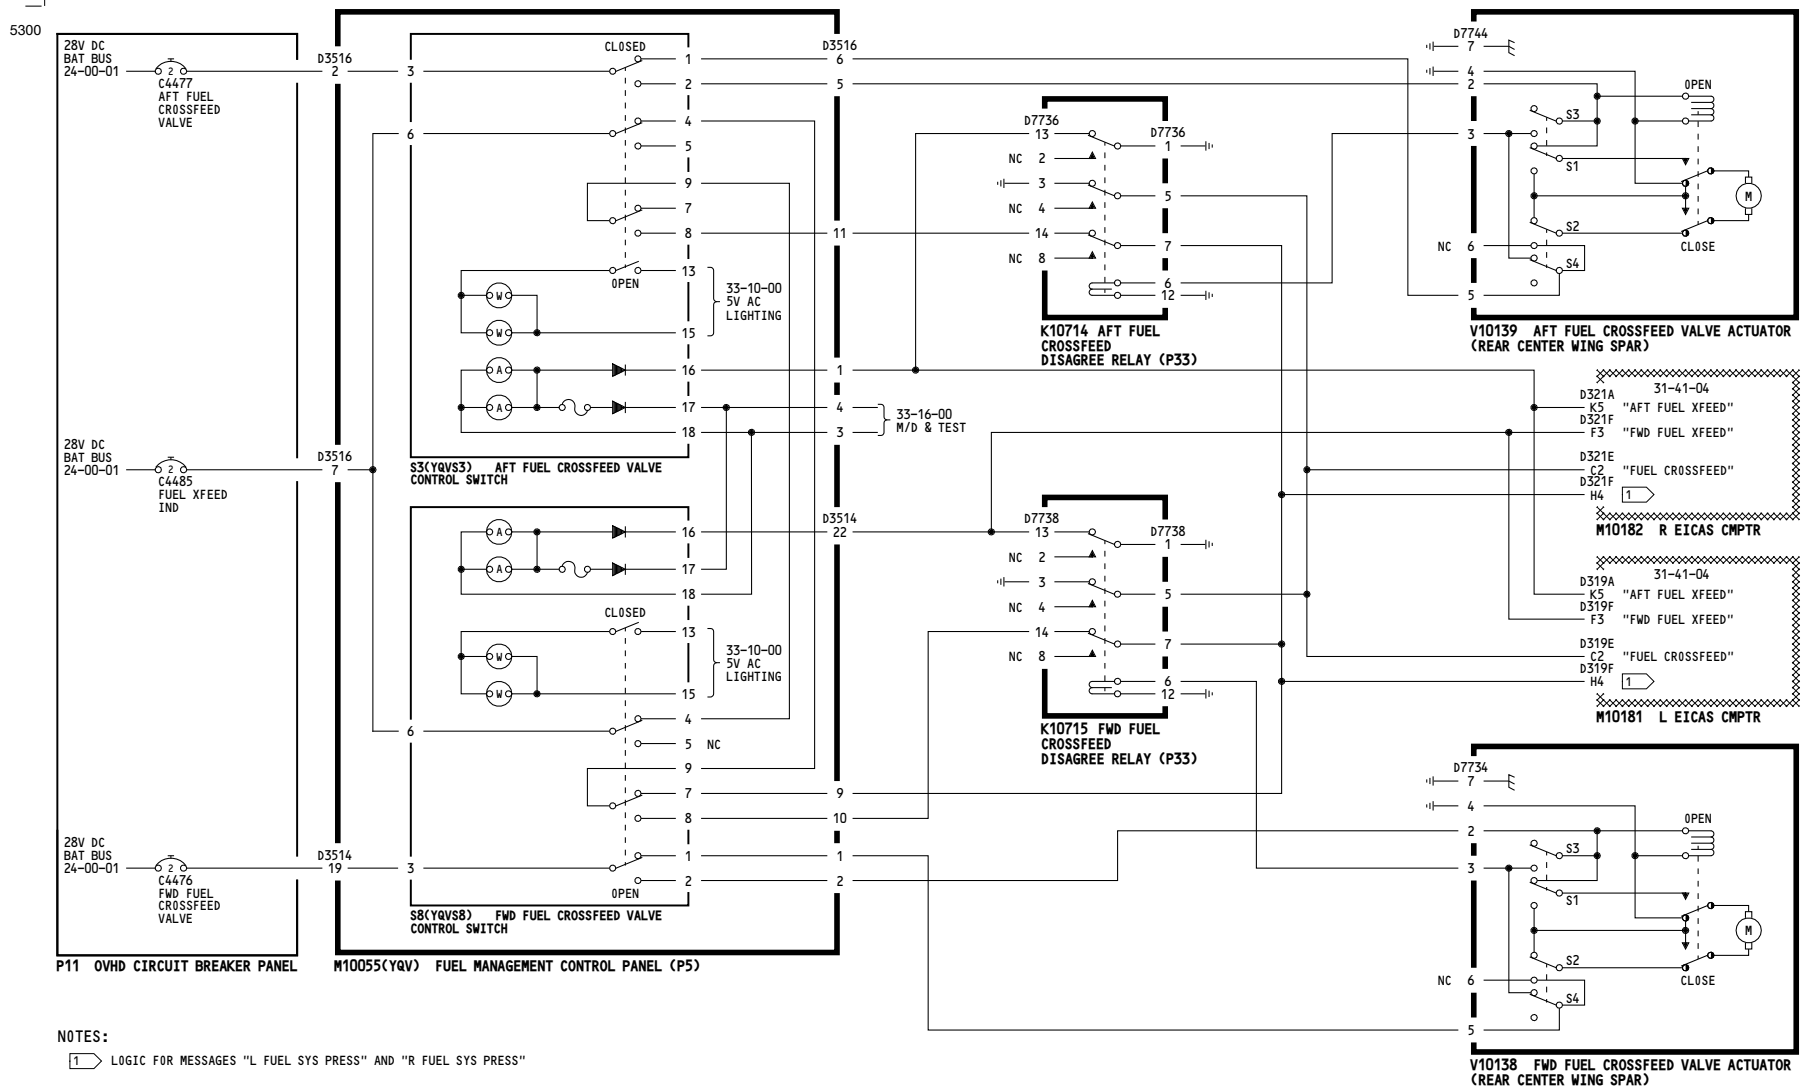 5300
28V DC
BAT BUS
24-00-01
2
C4477
AFT FUEL
CROSSFEED
VALVE
28V DC
BAT BUS
24-00-01
2
C4485
FUEL XFEED
IND
28V DC
BAT BUS
24-00-01
2
C4476
FWD FUEL
CROSSFEED
VALVE
P11 OVHD CIRCUIT BREAKER PANEL
D3516
2
D3516
7
D3514
19
3
6
CLOSED
1
2
4
5
9
7
8
13
OPEN
W
W
15
33-10-00
5V AC
LIGHTING
A
16
A
17
18
S3(YQVS3) AFT FUEL CROSSFEED VALVE
CONTROL SWITCH
A
16
A
17
18
CLOSED
13
W
W
15
33-10-00
5V AC
LIGHTING
6
4
5 NC
9
7
8
3
1
2
OPEN
S8(YQVS8) FWD FUEL CROSSFEED VALVE
CONTROL SWITCH
M10055(YQV) FUEL MANAGEMENT CONTROL PANEL (P5)
D3516
6
5
11
1
4
3
33-16-00
M/D & TEST
D3514
22
9
10
1
2
D7736
13
NC 2
3
NC 4
14
NC 8
D7736
1
5
7
6
12
K10714 AFT FUEL
CROSSFEED
DISAGREE RELAY (P33)
D7738
13
NC 2
3
NC 4
14
NC 8
D7738
1
5
7
6
12
K10715 FWD FUEL
CROSSFEED
DISAGREE RELAY (P33)
D7744
7
4
2
3
NC 6
5
OPEN
S3
S1
M
S2
CLOSE
S4
V10139 AFT FUEL CROSSFEED VALVE ACTUATOR
(REAR CENTER WING SPAR)
31-41-04
D321A
K5 "AFT FUEL XFEED"
D321F
F3 "FWD FUEL XFEED"
D321E
C2 "FUEL CROSSFEED"
D321F
H4 1
M10182 R EICAS CMPTR
31-41-04
D319A
K5 "AFT FUEL XFEED"
D319F
F3 "FWD FUEL XFEED"
D319E
C2 "FUEL CROSSFEED"
D319F
H4 1
M10181 L EICAS CMPTR
D7734
7
4
2
3
NC 6
5
OPEN
S3
S1
M
S2
CLOSE
S4
V10138 FWD FUEL CROSSFEED VALVE ACTUATOR
(REAR CENTER WING SPAR)
NOTES:
1 LOGIC FOR MESSAGES "L FUEL SYS PRESS" AND "R FUEL SYS PRESS"